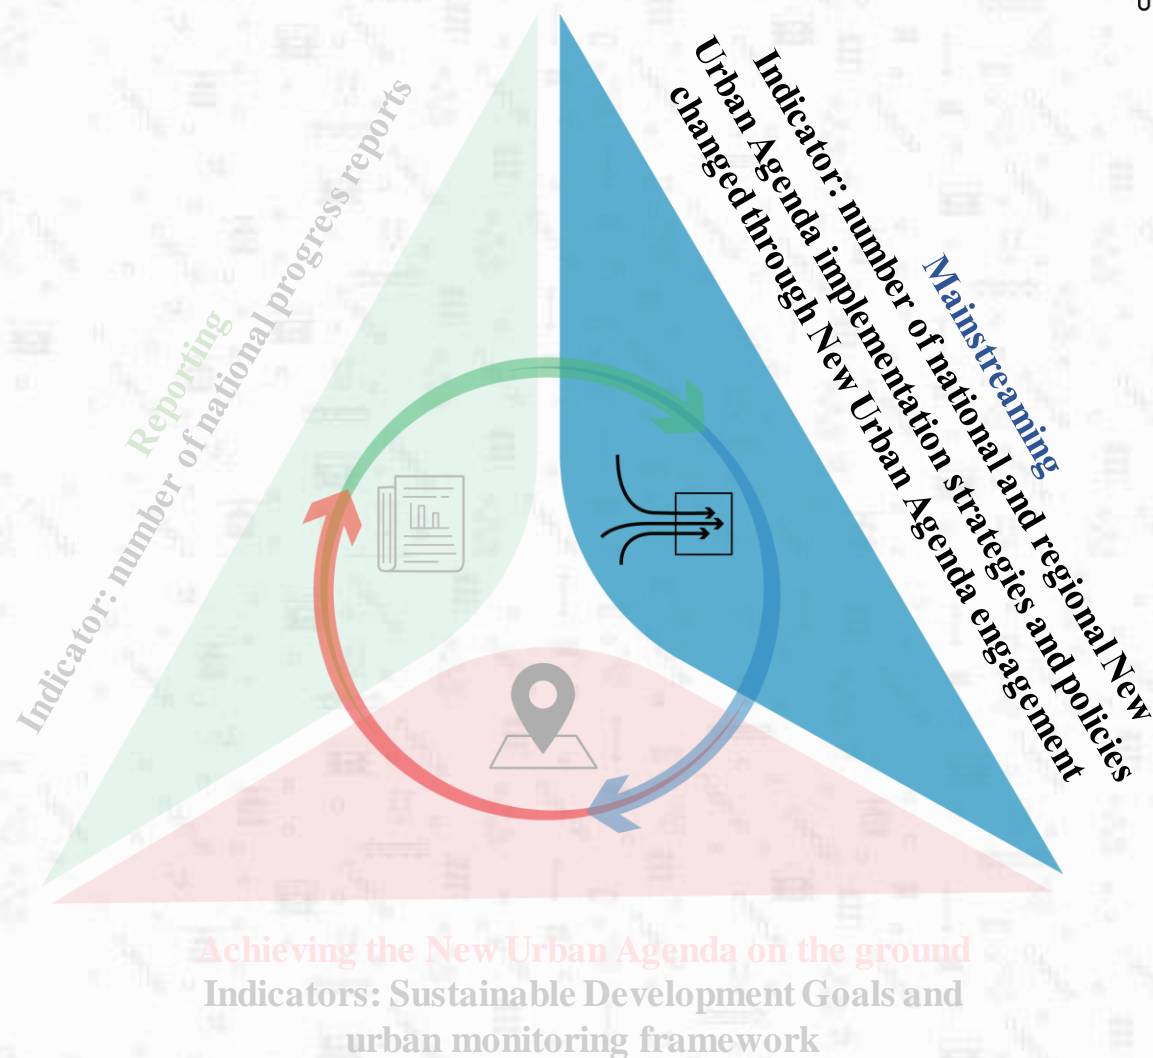 Reporting
Indicator: number of national progress reports
Mainstreaming
Indicator: number of national and regional New
Urban Agenda implementation strategies and policies
changed through New Urban Agenda engagement
Achieving the New Urban Agenda on the ground
Indicators: Sustainable Development Goals and
urban monitoring framework